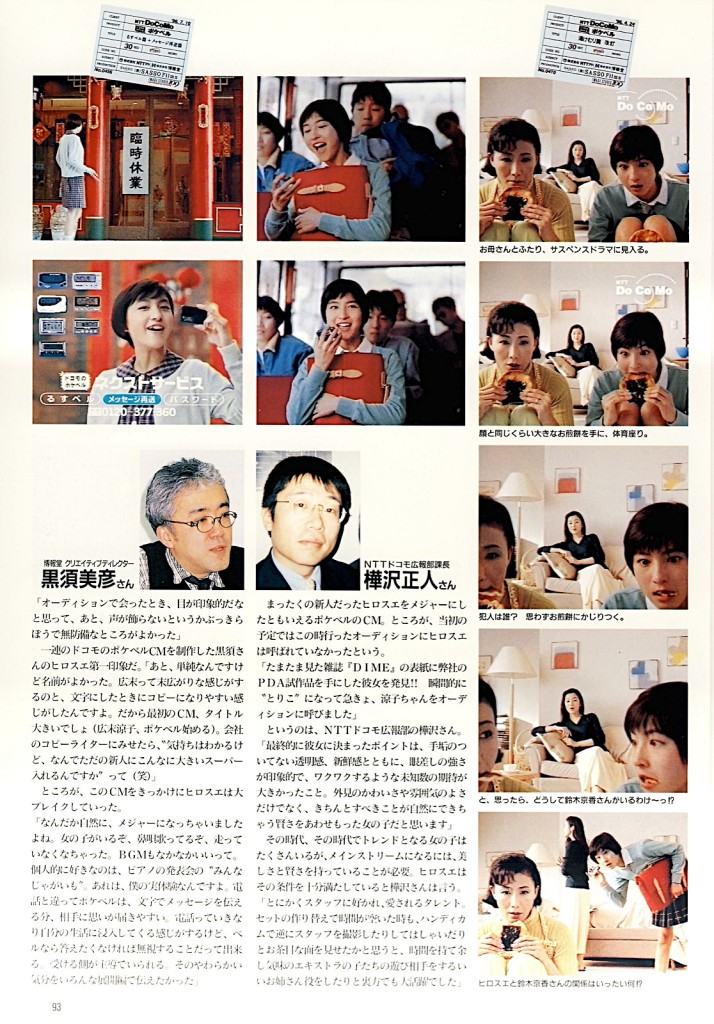 '96.7.19
NTT DoCoMo
ポケベル
るすベル篇+メッセージ再送篇
30 SEC
No.0496
'96.4.24
NTT DoCoMo
ポケベル
湯けむり篇 改訂
30 SEC
No.0470
臨時休業
NTT
DoCoMo
お母さんとふたり、サスペンスドラマに見入る。
ドコモの
ポケベル
ネクストサービス
るすベル メッセージ再送 パスワード
0120-377-360
NTT
DoCoMo
顔と同じくらい大きなお煎餅を手に、体育座り。
犯人は誰? 思わずお煎餅にかじりつく。
と、思ったら、どうして鈴木京香さんがいるわけ〜っ!?
ヒロスエと鈴木京香の関係はいったい何!?
博報堂 クリエイティブディレクター
黒須美彦さん
「オーディションで会ったとき、目が印象的だな
と思って、あと、声が飾らないというかぶっきら
ぼうで無防備なところがよかった」
一連のドコモのポケベルCMを制作した黒須さ
んのヒロスエ第一印象だ。「あと、単純なんですけ
ど名前がよかった。広末って末広がりな感じがす
るのと、文字にしたときにコピーになりやすい感
じがしたんですよ。だから最初のCM、タイトル
大きいでしょ(広末涼子、ポケベル始める)。会社
のコピーライターにみせたら、“気持ちはわかるけ
ど、なんでただの新人にこんなに大きいスーパー
入れるんですか”って(笑)」
ところが、このCMをきっかけにヒロスエは大
ブレイクしていった。
「なんだか自然に、メジャーになっちゃいました
よね。女の子がいるぞ、鼻唄歌ってるぞ、走って
いなくなっちゃった。BGMもなかなかいいって。
個人的に好きなのは、ピアノの発表会の“みんな
じゃがいも”。あれは、僕の実体験なんですよ。電
話と違ってポケベルは、文字でメッセージを伝え
る分、相手に思いが届きやすい。電話っていきな
り自分の生活に浸入してくる感じがするけど、ベ
ルなら答えたくなければ無視することだって出来
る。受ける側が主導でいられる。そのやわらかい
気分をいろんな展開編で伝えたかった」
NTTドコモ広報部課長
樺沢正人さん
まったくの新人だったヒロスエをメジャーにし
たともいえるポケベルのCM。ところが、当初の
予定ではこの時行ったオーディションにヒロスエ
は呼ばれていなかったという。
「たまたま見た雑誌『DIME』の表紙に弊社の
PDA試作品を手にした彼女を発見!! 瞬間的に
“とりこ”になって急きょ、涼子ちゃんをオーデ
ィションに呼びました」
というのは、NTTドコモ広報部の樺沢さん。
「最終的に彼女に決まったポイントは、手垢のつ
いてない透明感、新鮮感とともに、眼差しの強さ
が印象的で、ワクワクするような未知数の期待が
大きかったこと。外見のかわいさや雰囲気のよさ
だけでなく、きちんとすべきことが自然にできち
ゃう賢さをあわせもった女の子だと思います」
その時代、その時代でトレンドとなる女の子は
たくさんいるが、メインストリームになるには、美
しさと賢さを持っていることが必要。ヒロスエは
その条件を十分満たしていると樺沢さんは言う。
「とにかくスタッフに好かれ、愛されるタレント。
セットの作り替えで時間が空いた時も、ハンディカ
ムで逆にスタッフを撮影したりしてはしゃいだり
とお茶目な面を見せたかと思うと、時間を持て余
し気味のエキストラの子たちの遊び相手をするい
いお姉さん役をしたりと裏方でも大活躍でした」
93